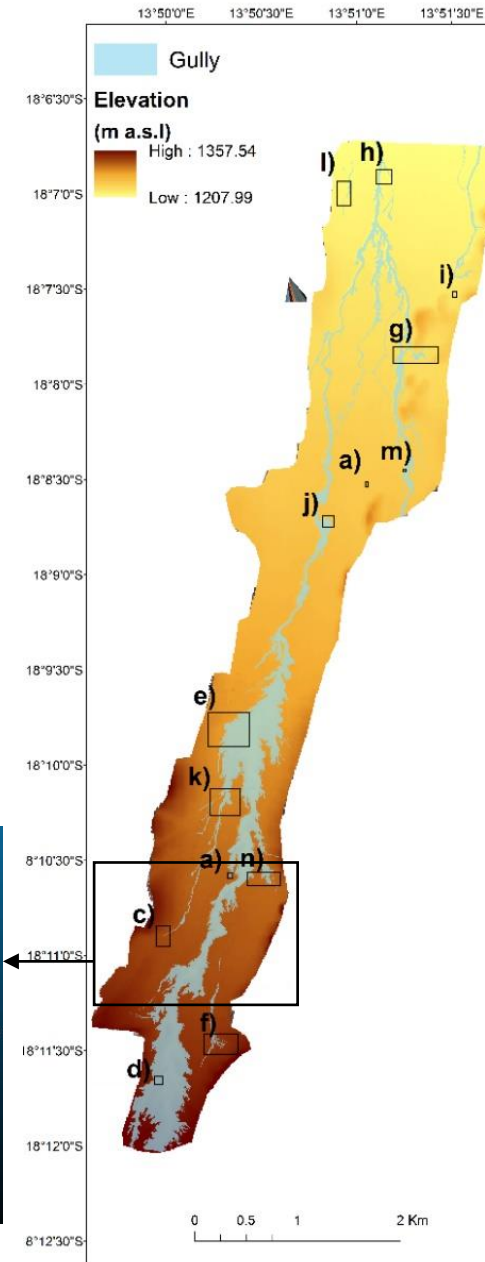 13°50'0"E 13°50'30"E 13°51'0"E 13°51'30"E
Gully
Elevation
(m a.s.l)
High : 1357.54
Low : 1207.99
18°6'30"S
18°7'0"S
18°7'30"S
18°8'0"S
18°8'30"S
18°9'0"S
18°9'30"S
18°10'0"S
18°10'30"S
18°11'0"S
18°11'30"S
18°12'0"S
8°12'30"S
l) h)
i)
g)
a) m)
j)
e)
k)
a) n)
c)
f)
d)
0 0.5 1 2 Km